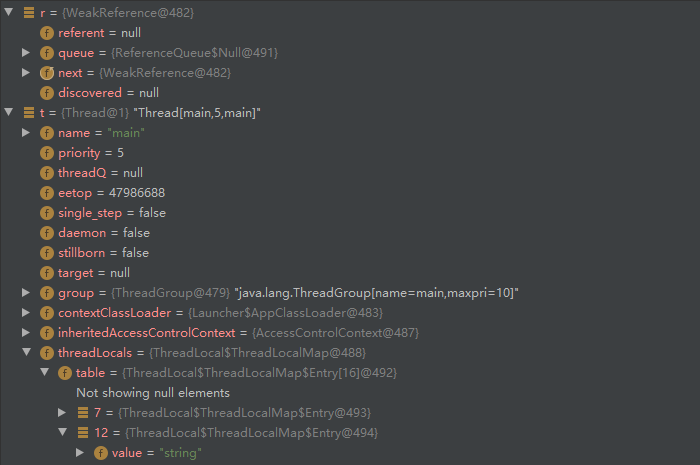 r = {WeakReference@482}
f referent = null
f queue = {ReferenceQueue$Null@491}
f next = {WeakReference@482}
f discovered = null
t = {Thread@1} "Thread[main,5,main]"
f name = "main"
f priority = 5
f threadQ = null
f eetop = 47986688
f single_step = false
f daemon = false
f stillborn = false
f target = null
f group = {ThreadGroup@479} "java.lang.ThreadGroup[name=main,maxpri=10]"
f contextClassLoader = {Launcher$AppClassLoader@483}
f inheritedAccessControlContext = {AccessControlContext@487}
f threadLocals = {ThreadLocal$ThreadLocalMap@488}
f table = {ThreadLocal$ThreadLocalMap$Entry[16]@492}
Not showing null elements
7 = {ThreadLocal$ThreadLocalMap$Entry@493}
12 = {ThreadLocal$ThreadLocalMap$Entry@494}
f value = "string"